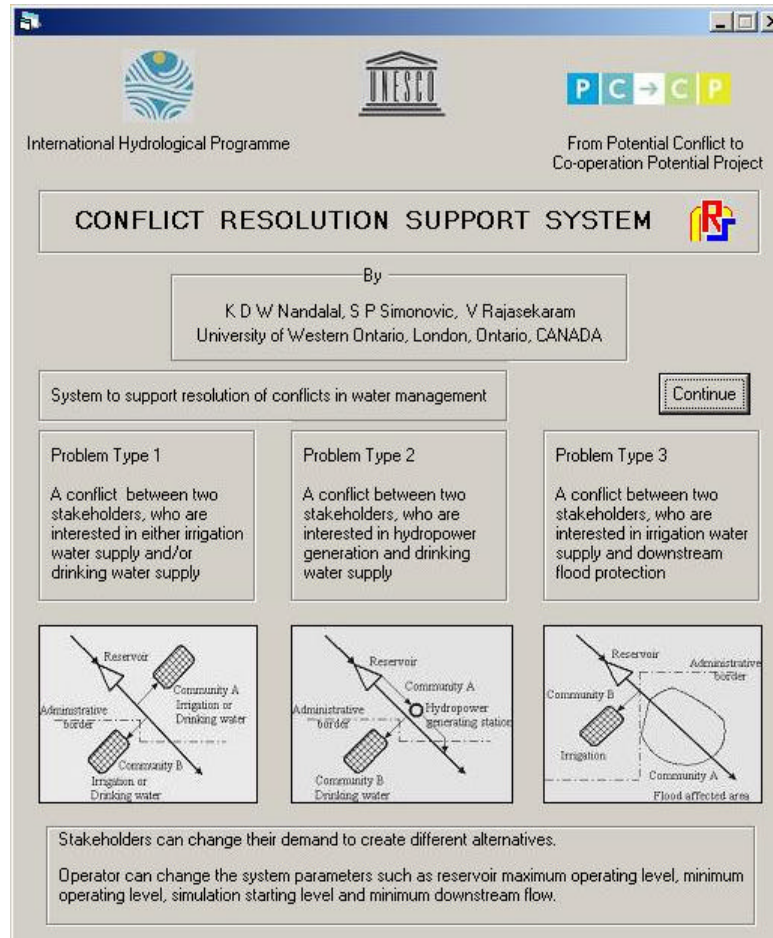 UNESCO
P C → C P
International Hydrological Programme
From Potential Conflict to
Co-operation Potential Project
CONFLICT RESOLUTION SUPPORT SYSTEM
By
K D W Nandalal, S P Simonovic, V Rajasekaram
University of Western Ontario, London, Ontario, CANADA
System to support resolution of conflicts in water management
Continue
Problem Type 1
A conflict between two
stakeholders, who are
interested in either irrigation
water supply and/or
drinking water supply
Problem Type 2
A conflict between two
stakeholders, who are
interested in hydropower
generation and drinking
water supply
Problem Type 3
A conflict between two
stakeholders, who are
interested in irrigation water
supply and downstream
flood protection
Reservoir
Community A
Irrigation or
Drinking water
Administrative
border
Community B
Irrigation or
Drinking water
Reservoir
Community A
Hydropower
generating station
Administrative
border
Community B
Drinking water
Reservoir
Administrative
border
Community B
Irrigation
Community A
Flood affected area
Stakeholders can change their demand to create different alternatives.
Operator can change the system parameters such as reservoir maximum operating level, minimum
operating level, simulation starting level and minimum downstream flow.